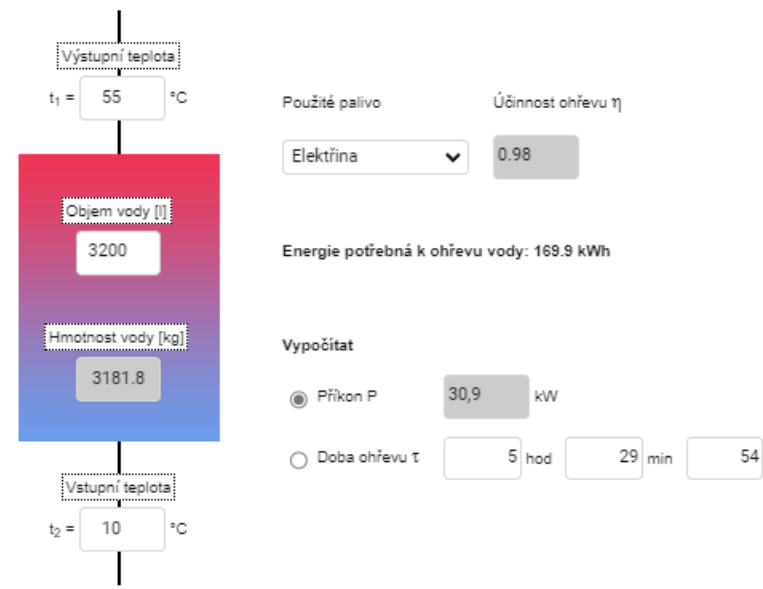 Výstupní teplota
t₁ = 55 °C
Použité palivo
Účinnost ohřevu η
Elektřina
0.98
Objem vody [l]
3200
Energie potřebná k ohřevu vody: 169.9 kWh
Hmotnost vody [kg]
3181.8
Vypočítat
Příkon P 30,9 kW
Doba ohřevu τ 5 hod 29 min 54
Vstupní teplota
t₂ = 10 °C